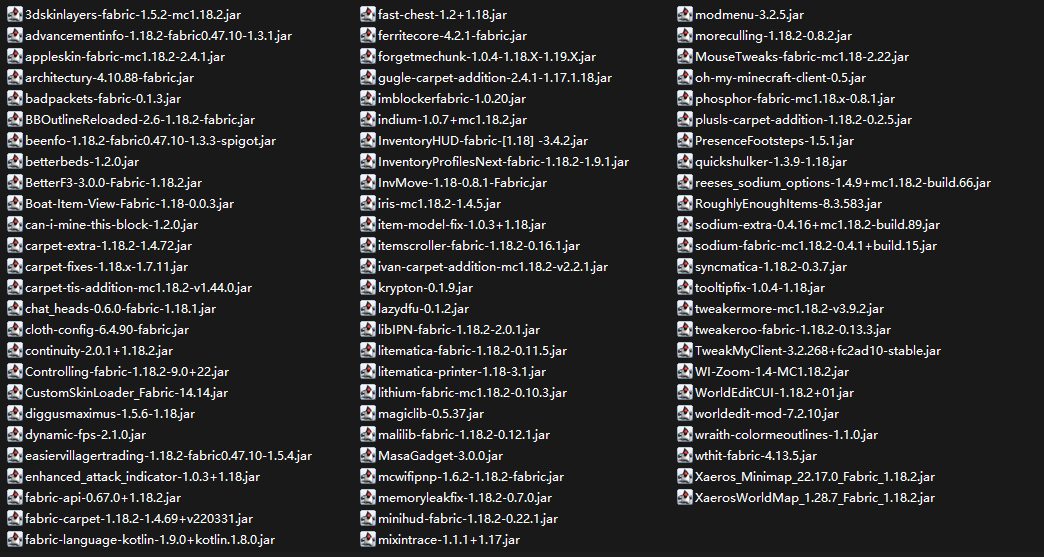 3dskinlayers-fabric-1.5.2-mc1.18.2.jar
advancementinfo-1.18.2-fabric0.47.10-1.3.1.jar
appleskin-fabric-mc1.18.2-2.4.1.jar
architectury-4.10.88-fabric.jar
badpackets-fabric-0.1.3.jar
BBOutlineReloaded-2.6-1.18.2-fabric.jar
beenfo-1.18.2-fabric0.47.10-1.3.3-spigot.jar
betterbeds-1.2.0.jar
BetterF3-3.0.0-Fabric-1.18.2.jar
Boat-Item-View-Fabric-1.18-0.0.3.jar
can-i-mine-this-block-1.2.0.jar
carpet-extra-1.18.2-1.4.72.jar
carpet-fixes-1.18.x-1.7.11.jar
carpet-tis-addition-mc1.18.2-v1.44.0.jar
chat_heads-0.6.0-fabric-1.18.1.jar
cloth-config-6.4.90-fabric.jar
continuity-2.0.1+1.18.2.jar
Controlling-fabric-1.18.2-9.0+22.jar
CustomSkinLoader_Fabric-14.14.jar
diggusmaximus-1.5.6-1.18.jar
dynamic-fps-2.1.0.jar
easiervillagertrading-1.18.2-fabric0.47.10-1.5.4.jar
enhanced_attack_indicator-1.0.3+1.18.jar
fabric-api-0.67.0+1.18.2.jar
fabric-carpet-1.18.2-1.4.69+v220331.jar
fabric-language-kotlin-1.9.0+kotlin.1.8.0.jar
fast-chest-1.2+1.18.jar
ferritecore-4.2.1-fabric.jar
forgetmechunk-1.0.4-1.18.X-1.19.X.jar
gugle-carpet-addition-2.4.1-1.17.1.18.jar
imblockerfabric-1.0.20.jar
indium-1.0.7+mc1.18.2.jar
InventoryHUD-fabric-[1.18] -3.4.2.jar
InventoryProfilesNext-fabric-1.18.2-1.9.1.jar
InvMove-1.18-0.8.1-Fabric.jar
iris-mc1.18.2-1.4.5.jar
item-model-fix-1.0.3+1.18.jar
itemscroller-fabric-1.18.2-0.16.1.jar
ivan-carpet-addition-mc1.18.2-v2.2.1.jar
krypton-0.1.9.jar
lazydfu-0.1.2.jar
libIPN-fabric-1.18.2-2.0.1.jar
litematica-fabric-1.18.2-0.11.5.jar
litematica-printer-1.18-3.1.jar
lithium-fabric-mc1.18.2-0.10.3.jar
magiclib-0.5.37.jar
malilib-fabric-1.18.2-0.12.1.jar
MasaGadget-3.0.0.jar
mcwifipnp-1.6.2-1.18.2-fabric.jar
memoryleakfix-1.18.2-0.7.0.jar
minihud-fabric-1.18.2-0.22.1.jar
mixintrace-1.1.1+1.17.jar
modmenu-3.2.5.jar
moreculling-1.18.2-0.8.2.jar
MouseTweaks-fabric-mc1.18-2.22.jar
oh-my-minecraft-client-0.5.jar
phosphor-fabric-mc1.18.x-0.8.1.jar
plusls-carpet-addition-1.18.2-0.2.5.jar
PresenceFootsteps-1.5.1.jar
quickshulker-1.3.9-1.18.jar
reeses_sodium_options-1.4.9+mc1.18.2-build.66.jar
RoughlyEnoughItems-8.3.583.jar
sodium-extra-0.4.16+mc1.18.2-build.89.jar
sodium-fabric-mc1.18.2-0.4.1+build.15.jar
syncmatica-1.18.2-0.3.7.jar
tooltipfix-1.0.4-1.18.jar
tweakermore-mc1.18.2-v3.9.2.jar
tweakeroo-fabric-1.18.2-0.13.3.jar
TweakMyClient-3.2.268+fc2ad10-stable.jar
WI-Zoom-1.4-MC1.18.2.jar
WorldEditCUI-1.18.2+01.jar
worldedit-mod-7.2.10.jar
wraith-colormeoutlines-1.1.0.jar
wthit-fabric-4.13.5.jar
Xaeros_Minimap_22.17.0_Fabric_1.18.2.jar
XaerosWorldMap_1.28.7_Fabric_1.18.2.jar